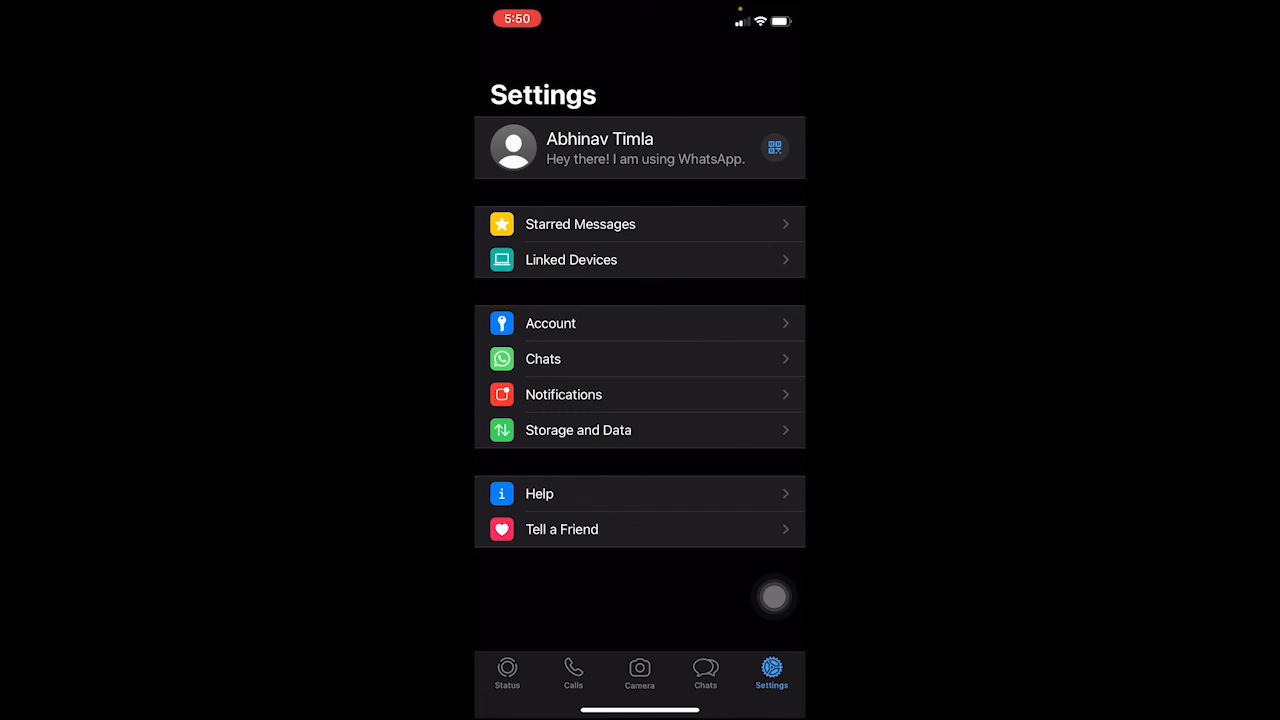 5:50
Settings
Abhinav Timla
Hey there! I am using WhatsApp.
Starred Messages
Linked Devices
Account
Chats
Notifications
Storage and Data
Help
Tell a Friend
Status
Calls
Camera
Chats
Settings